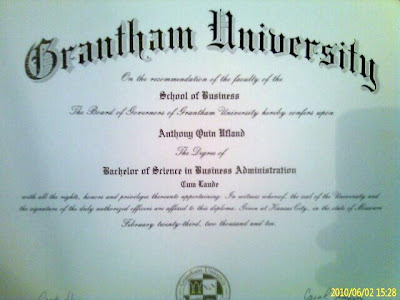 Grantham University
On the recommendation of the faculty of the
School of Business
The Board of Governors of Grantham University hereby confers upon
Anthony Quin Ufland
The Degree of
Bachelor of Science in Business Administration
Cum Laude
with all the rights, honors and privileges thereunto appertaining. In witness whereof, the seal of the University and
the signature of the duly authorized officers are affixed to this diploma. Given at Kansas City, in the state of Missouri
February twenty-third, two thousand and ten.
2010/06/02 15:28